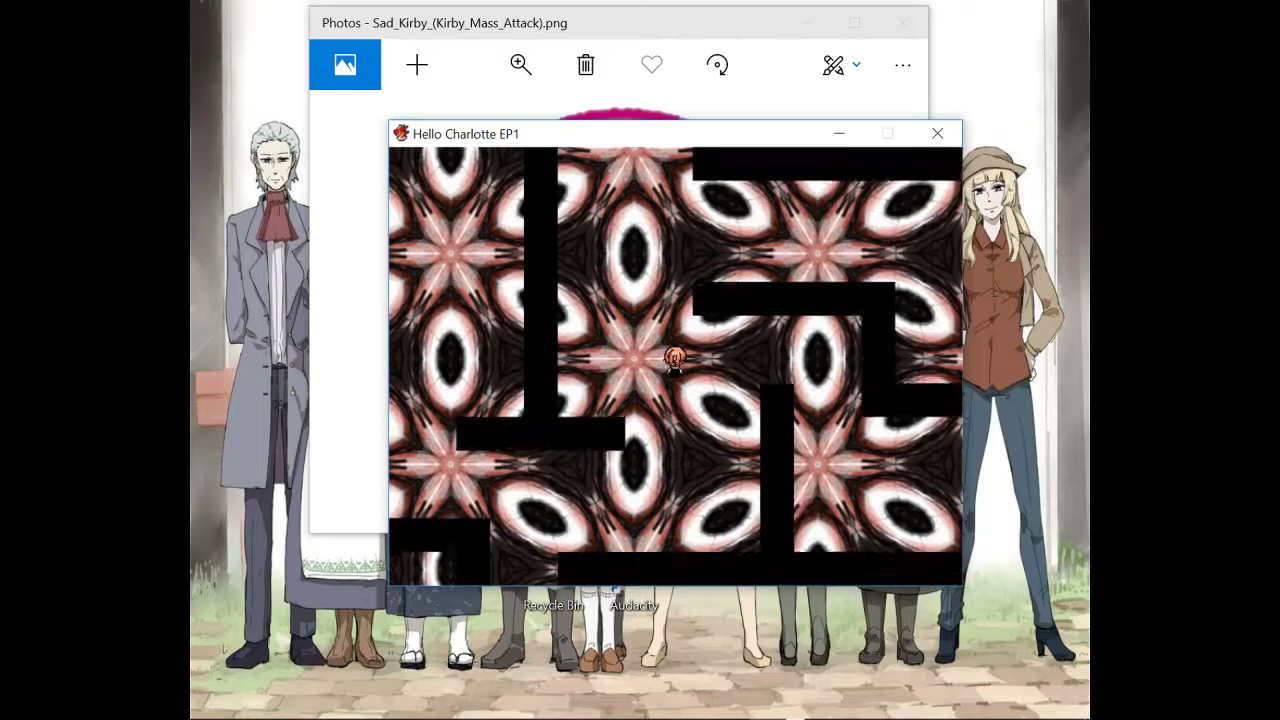 Photos - Sad_Kirby_(Kirby_Mass_Attack).png
Hello Charlotte EP1
Recycle Bin
Audacity